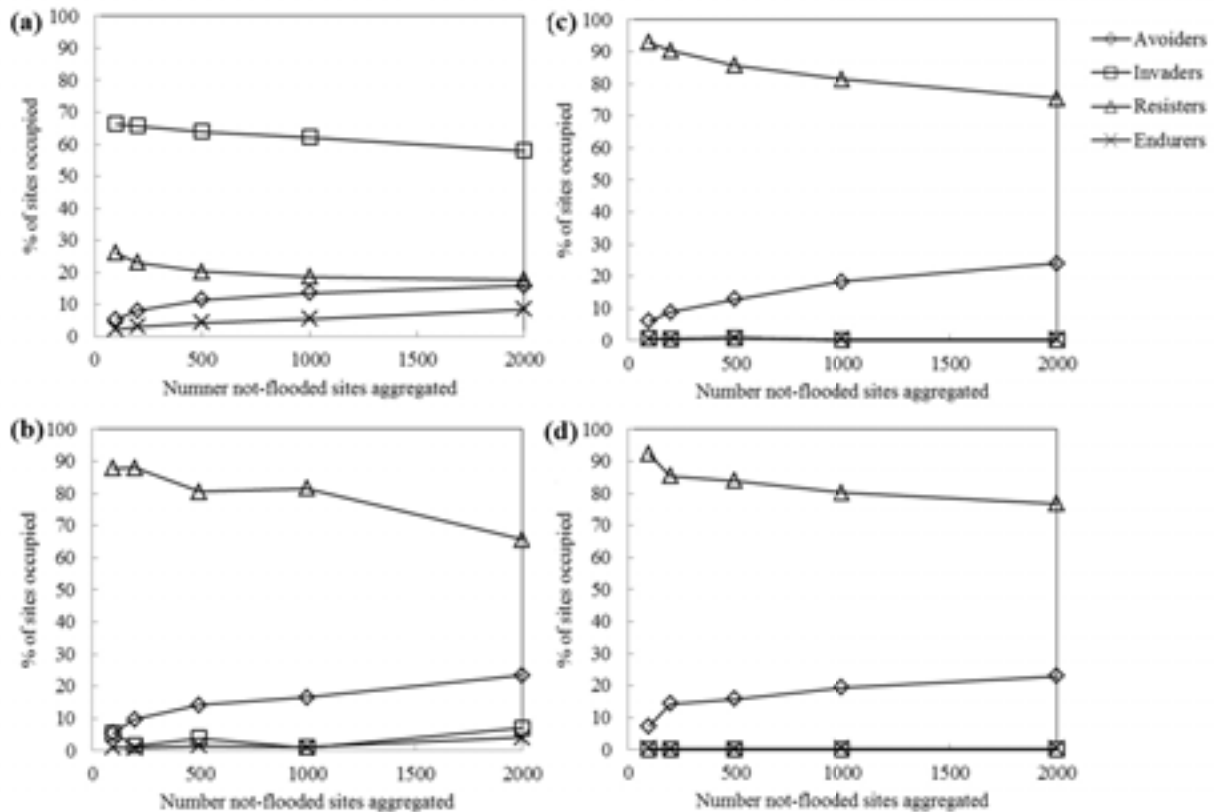 (a)
100
90
80
70
60
50
40
30
20
10
0
% of sites occupied
0 500 1000 1500 2000
Numner not-flooded sites aggregated
(c)
100
90
80
70
60
50
40
30
20
10
0
% of sites occupied
0 500 1000 1500 2000
Number not-flooded sites aggregated
Avoiders
Invaders
Resisters
Endurers
(b)
100
90
80
70
60
50
40
30
20
10
0
% of sites occupied
0 500 1000 1500 2000
Number not-flooded sites aggregated
(d)
100
90
80
70
60
50
40
30
20
10
0
% of sites occupied
0 500 1000 1500 2000
Number not-flooded sites aggregated